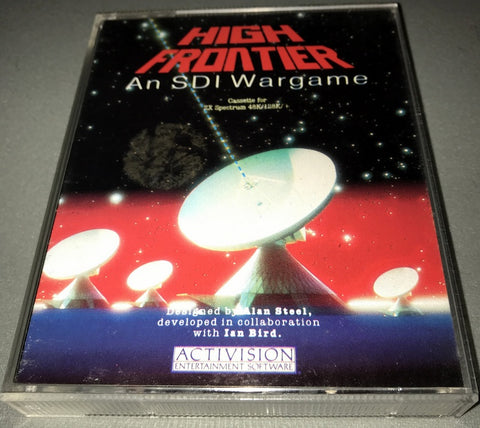 HIGH
FRONTIER
An SDI Wargame
Cassette for
ZX Spectrum 48K/128K/+
Designed by Alan Steel,
developed in collaboration
with Ian Bird.
ACTIVISION
ENTERTAINMENT SOFTWARE